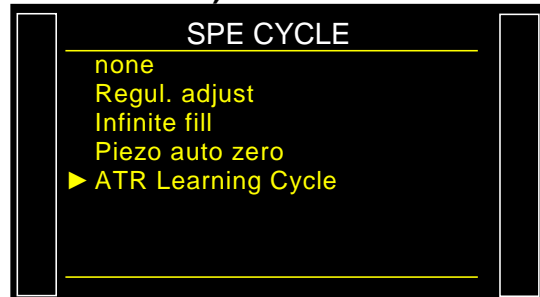 SPE CYCLE
none
Regul. adjust
Infinite fill
Piezo auto zero
► ATR Learning Cycle